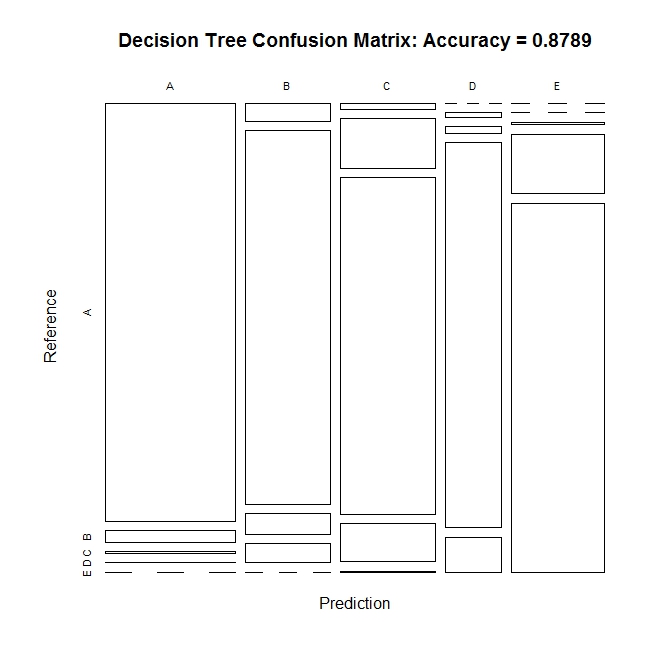 Decision Tree Confusion Matrix: Accuracy = 0.8789
A B C D E
Reference
A
B
C
D
E
Prediction